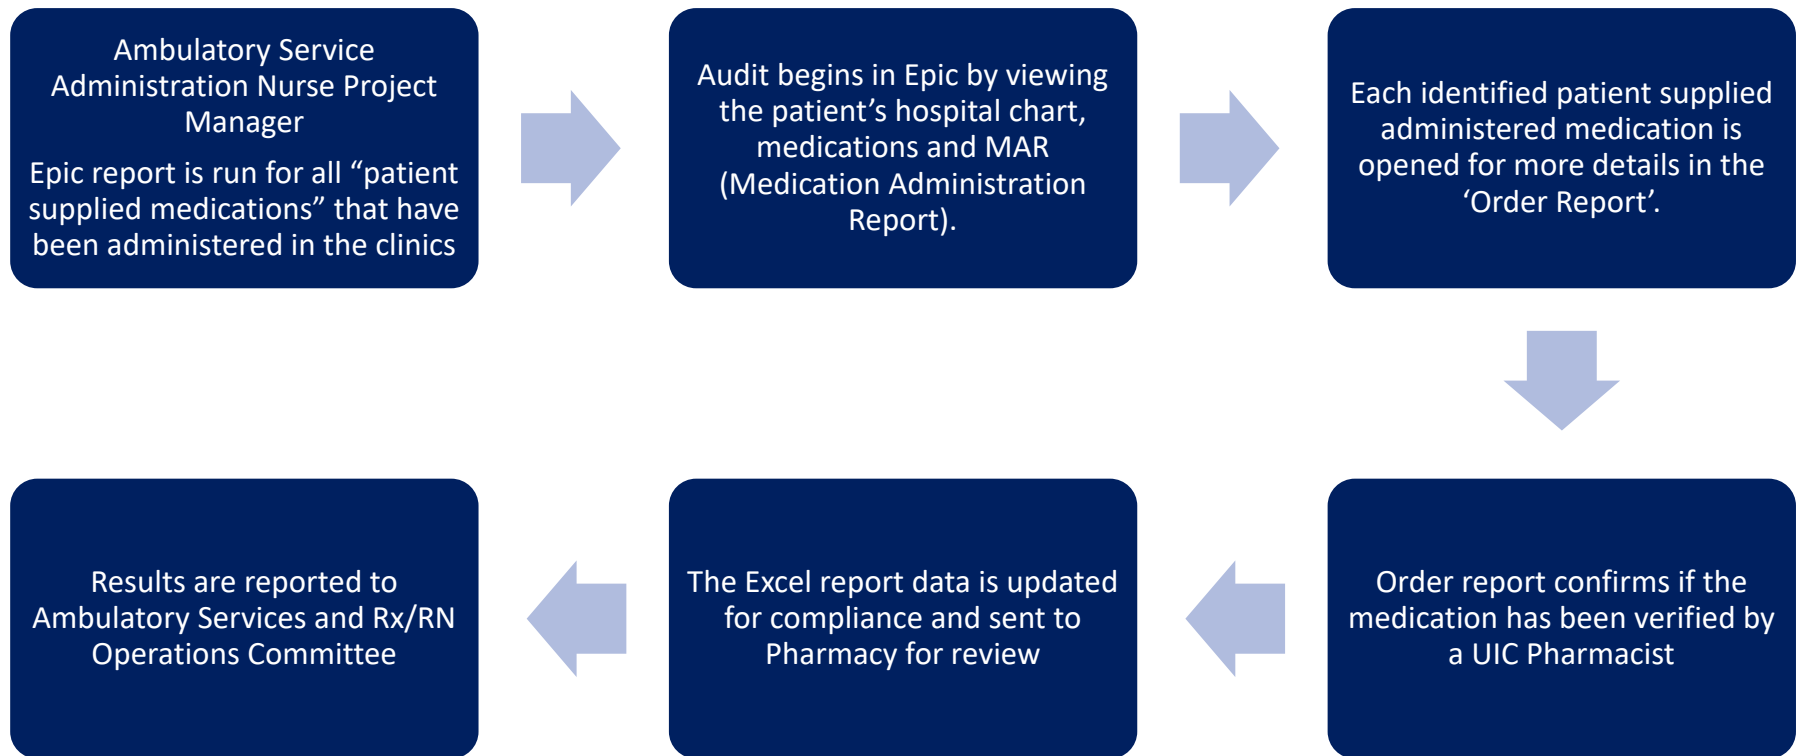 Ambulatory Service
Administration Nurse Project
Manager
Epic report is run for all “patient
supplied medications” that have
been administered in the clinics
Audit begins in Epic by viewing
the patient’s hospital chart,
medications and MAR
(Medication Administration
Report).
Each identified patient supplied
administered medication is
opened for more details in the
‘Order Report’.
Order report confirms if the
medication has been verified by
a UIC Pharmacist
The Excel report data is updated
for compliance and sent to
Pharmacy for review
Results are reported to
Ambulatory Services and Rx/RN
Operations Committee